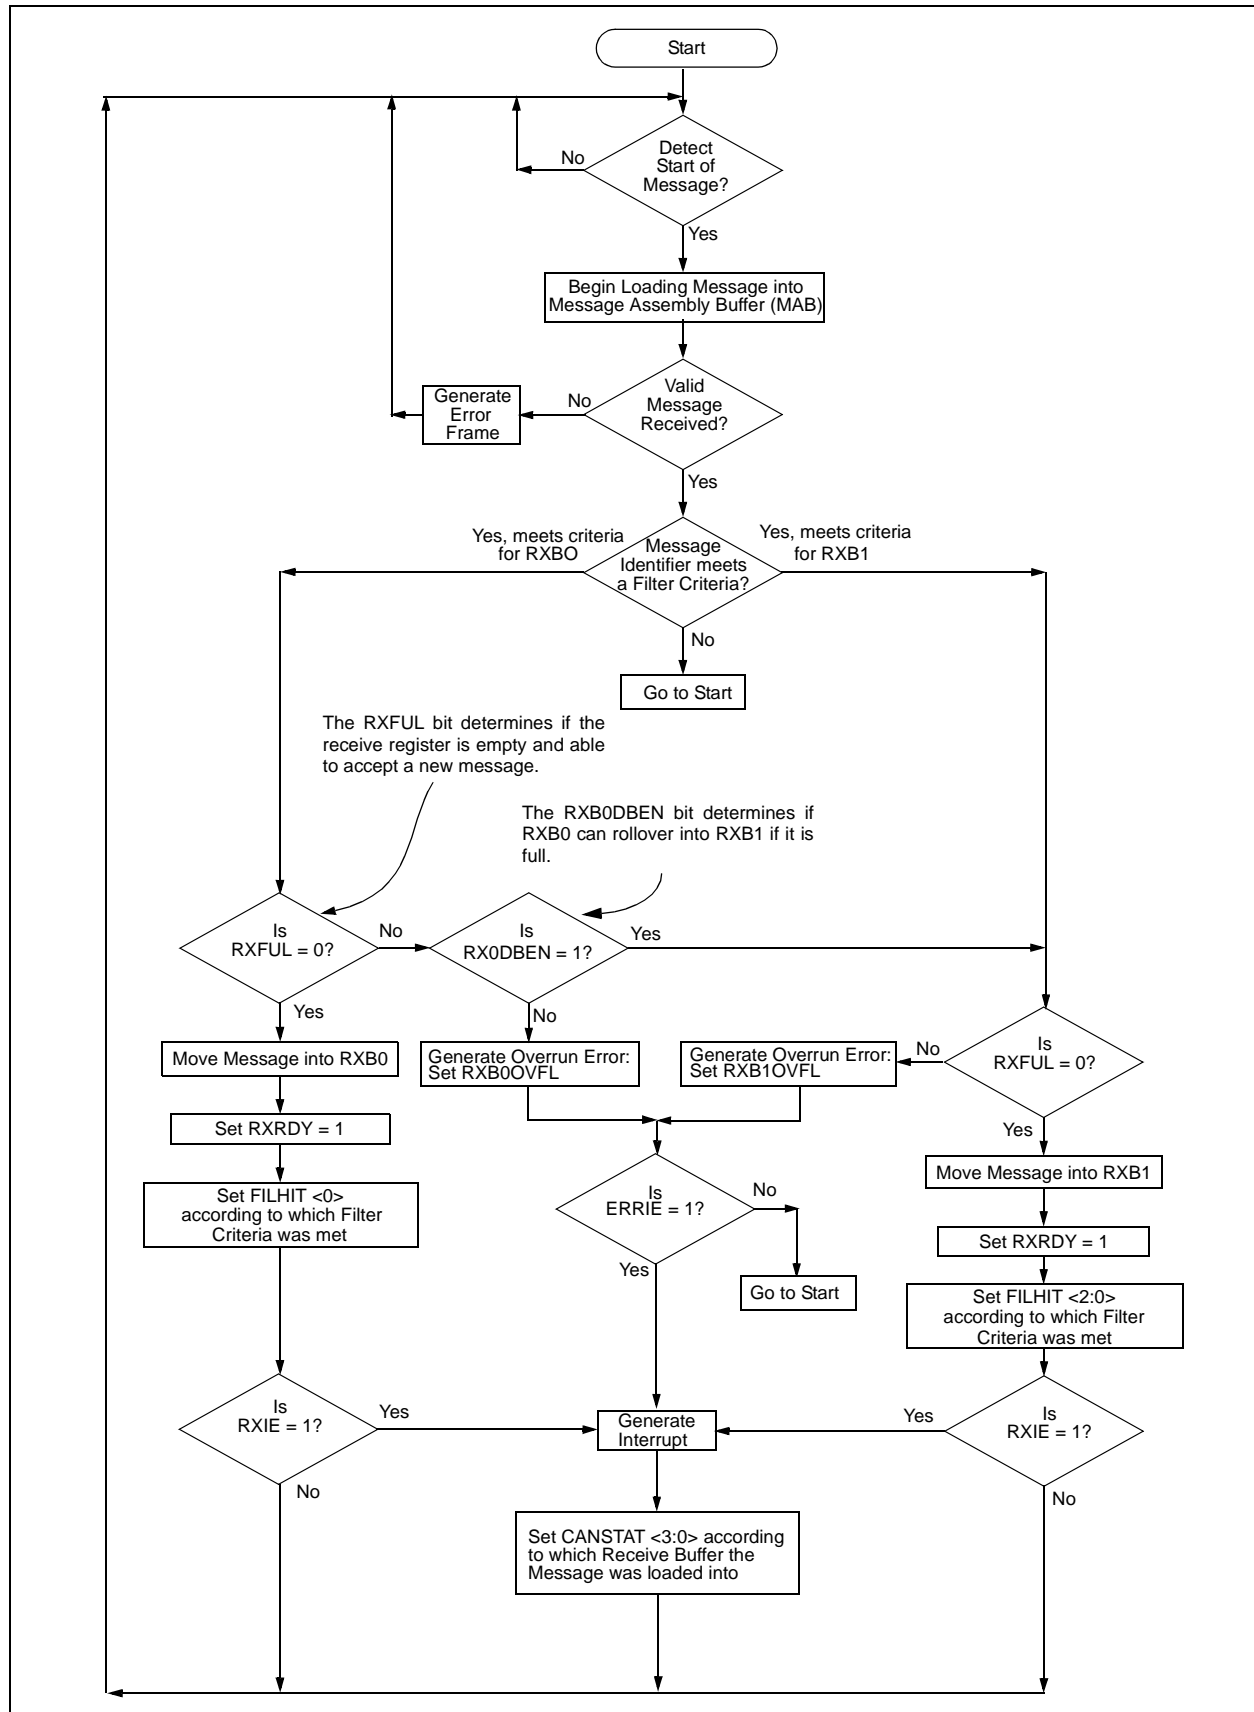 Start
Detect
Start of
Message?
No
Yes
Begin Loading Message into
Message Assembly Buffer (MAB)
Valid
Message
Received?
No
Generate
Error
Frame
Yes
Yes, meets criteria
for RXBO
Message
Identifier meets
a Filter Criteria?
Yes, meets criteria
for RXB1
No
Go to Start
The RXFUL bit determines if the
receive register is empty and able
to accept a new message.
The RXB0DBEN bit determines if
RXB0 can rollover into RXB1 if it is
full.
Is
RXFUL = 0?
No
Is
RX0DBEN = 1?
Yes
Yes
No
Move Message into RXB0
Generate Overrun Error:
Set RXB0OVFL
Generate Overrun Error:
Set RXB1OVFL
No
Is
RXFUL = 0?
Set RXRDY = 1
Yes
Move Message into RXB1
Set FILHIT <0>
according to which Filter
Criteria was met
Is
ERRIE = 1?
No
Set RXRDY = 1
Yes
Go to Start
Set FILHIT <2:0>
according to which Filter
Criteria was met
Is
RXIE = 1?
Yes
Generate
Interrupt
Yes
Is
RXIE = 1?
No
No
Set CANSTAT <3:0> according
to which Receive Buffer the
Message was loaded into